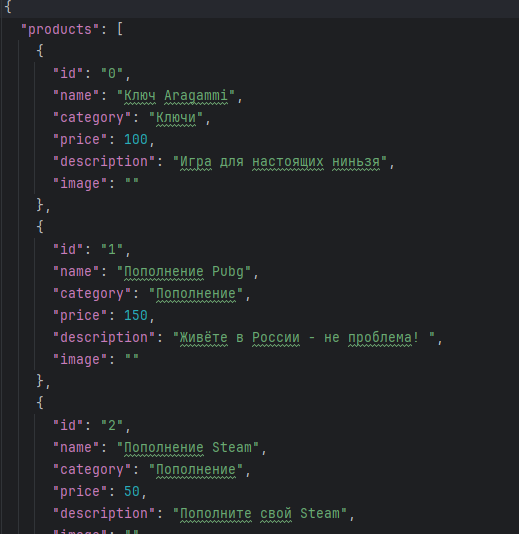 {
"products": [
{
"id": "0",
"name": "Ключ Aragammi",
"category": "Ключи",
"price": 100,
"description": "Игра для настоящих ниньзя",
"image": ""
},
{
"id": "1",
"name": "Пополнение Pubg",
"category": "Пополнение",
"price": 150,
"description": "Живёте в России - не проблема! ",
"image": ""
},
{
"id": "2",
"name": "Пополнение Steam",
"category": "Пополнение",
"price": 50,
"description": "Пополните свой Steam",
"image": ""